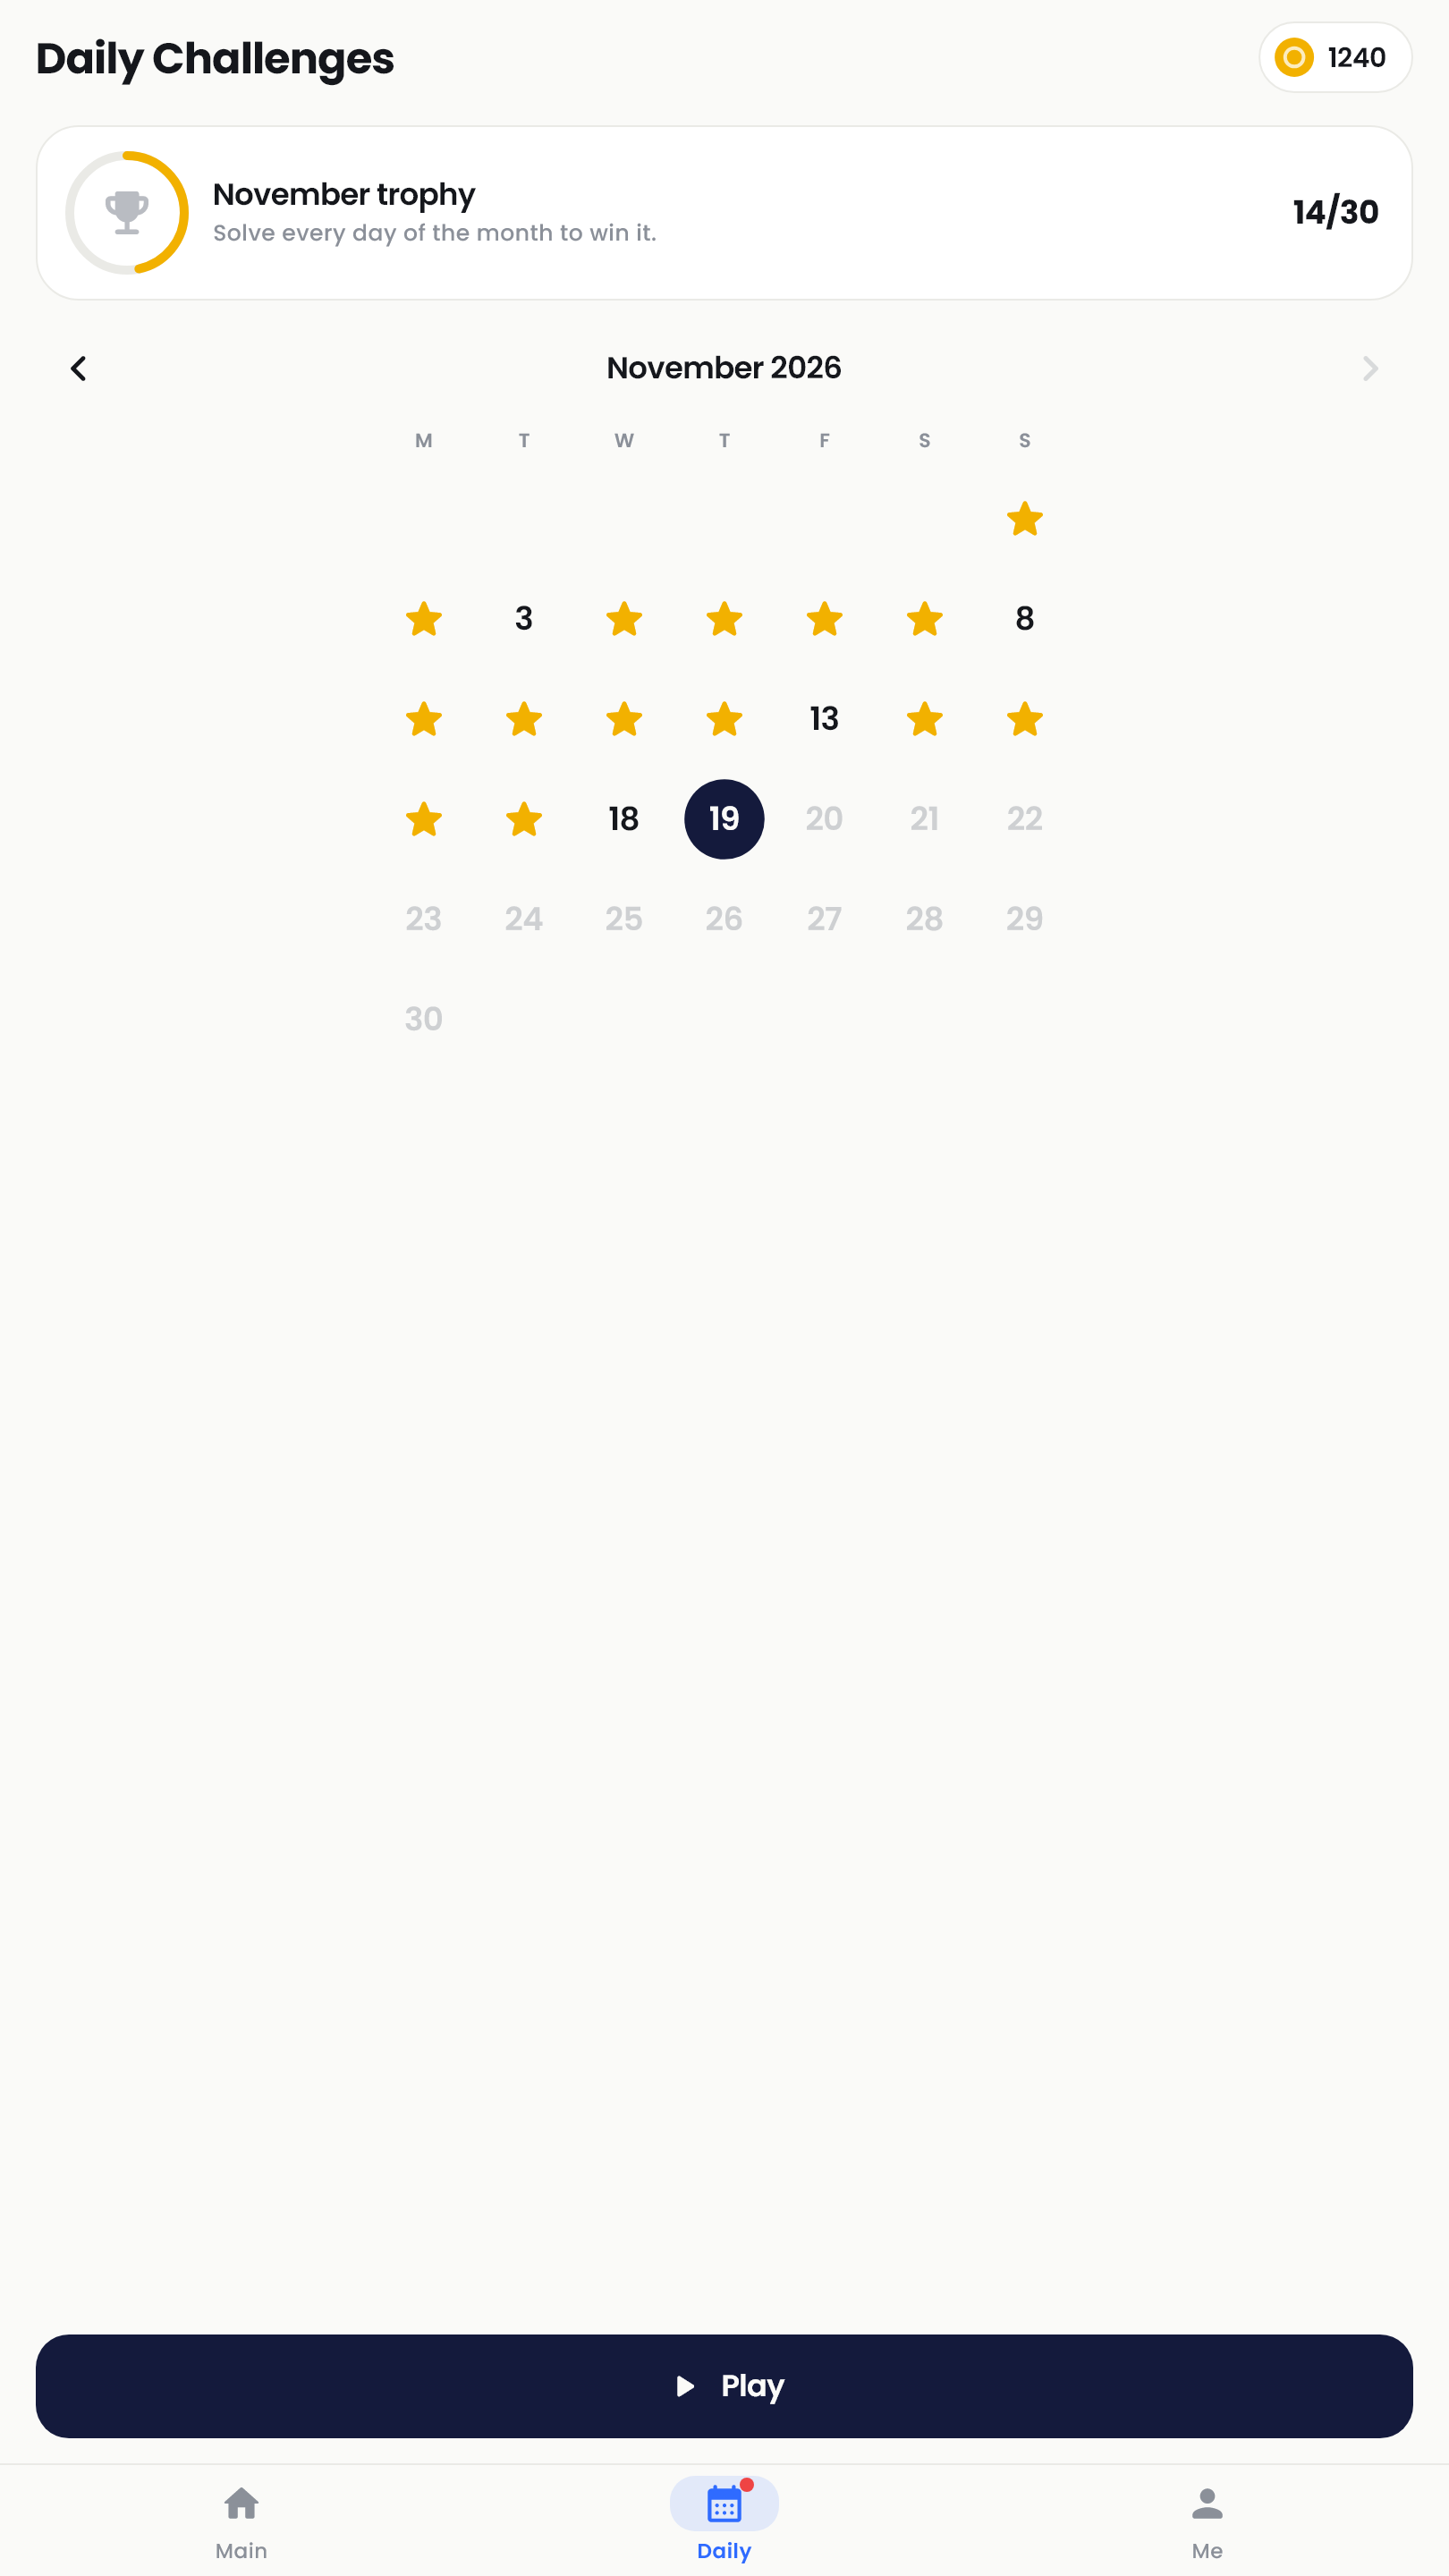 Daily Challenges
1240
November trophy
Solve every day of the month to win it.
14/30
November 2026
M T W T F S S
3 8
13
18 19 20 21 22
23 24 25 26 27 28 29
30
Play
Main Daily Me